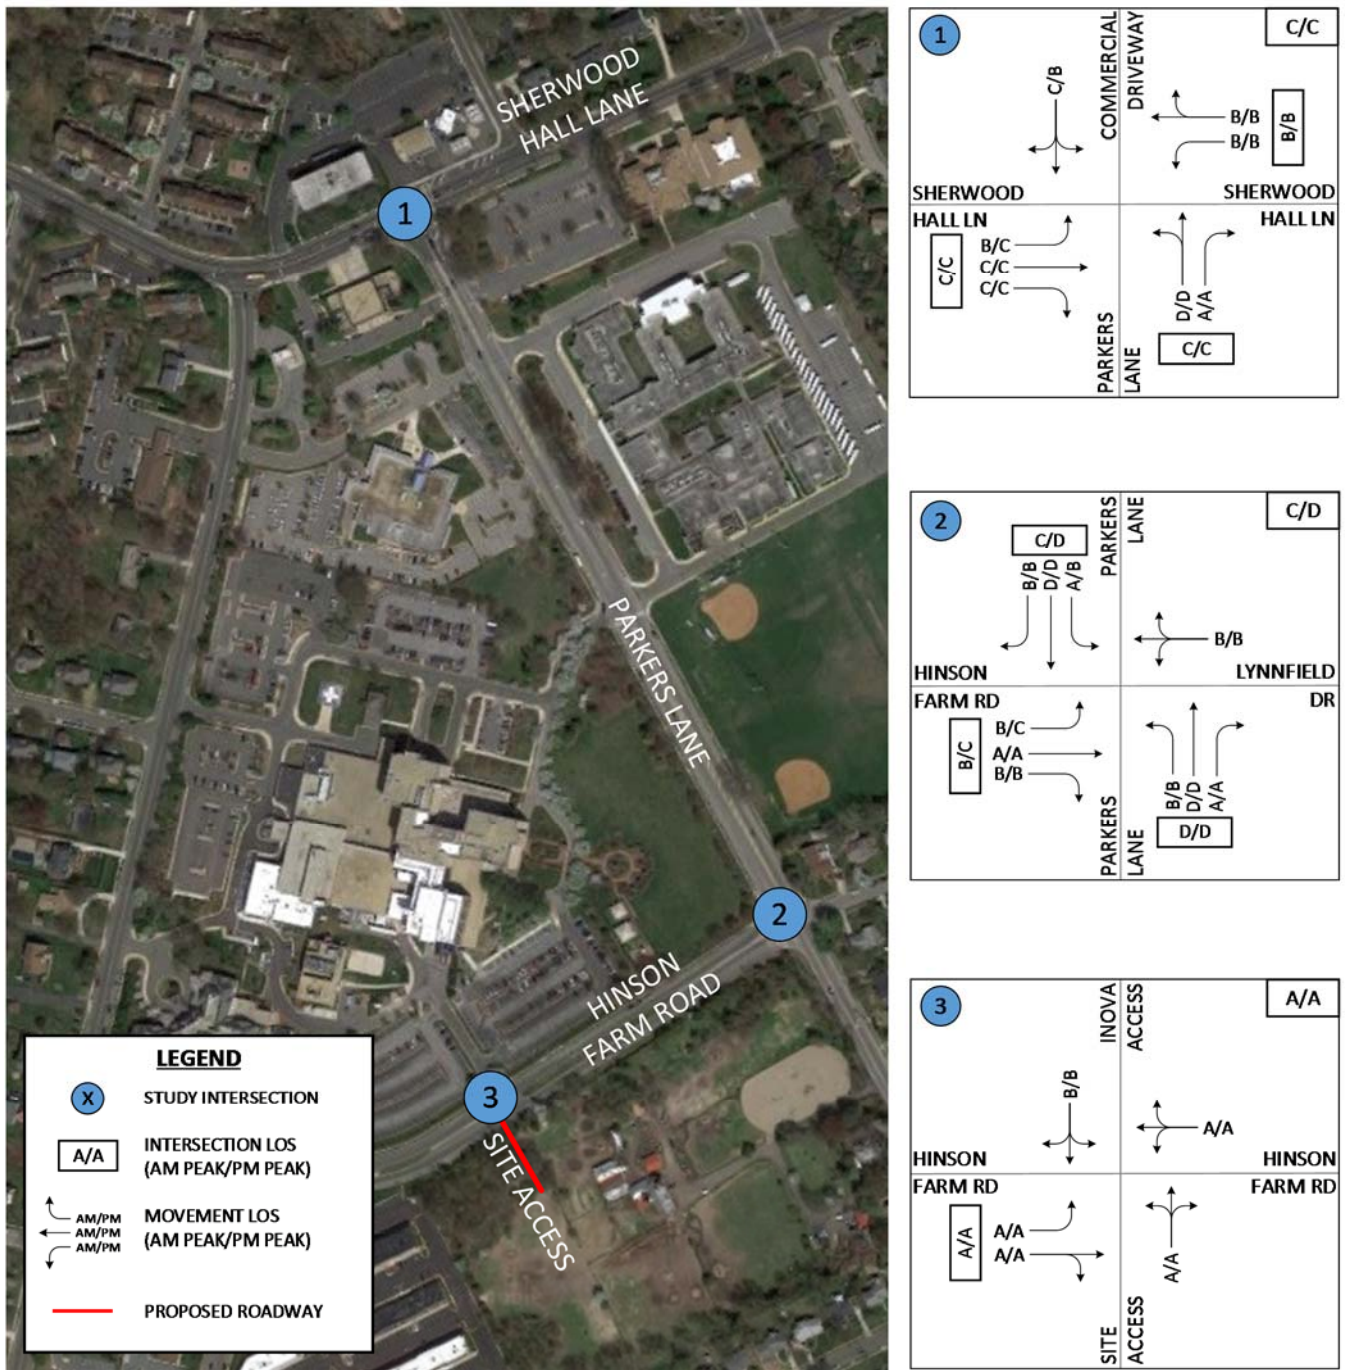 SHERWOOD
HALL LANE
1
PARKERS LANE
2
HINSON
FARM ROAD
3
SITE ACCESS
LEGEND
X
STUDY INTERSECTION
A/A
INTERSECTION LOS
(AM PEAK/PM PEAK)
AM/PM
AM/PM
AM/PM
MOVEMENT LOS
(AM PEAK/PM PEAK)
PROPOSED ROADWAY
1
C/C
COMMERCIAL
DRIVEWAY
C/B
B/B
B/B
B/B
SHERWOOD
HALL LN
SHERWOOD
HALL LN
C/C
B/C
C/C
C/C
PARKERS
LANE
D/D
A/A
C/C
2
C/D
PARKERS
LANE
C/D
B/B
D/D
A/B
B/B
HINSON
FARM RD
LYNNFIELD
DR
B/C
B/C
A/A
B/B
PARKERS
LANE
B/B
D/D
A/A
D/D
3
A/A
INOVA
ACCESS
B/B
A/A
HINSON
FARM RD
HINSON
FARM RD
A/A
A/A
A/A
SITE
ACCESS
A/A